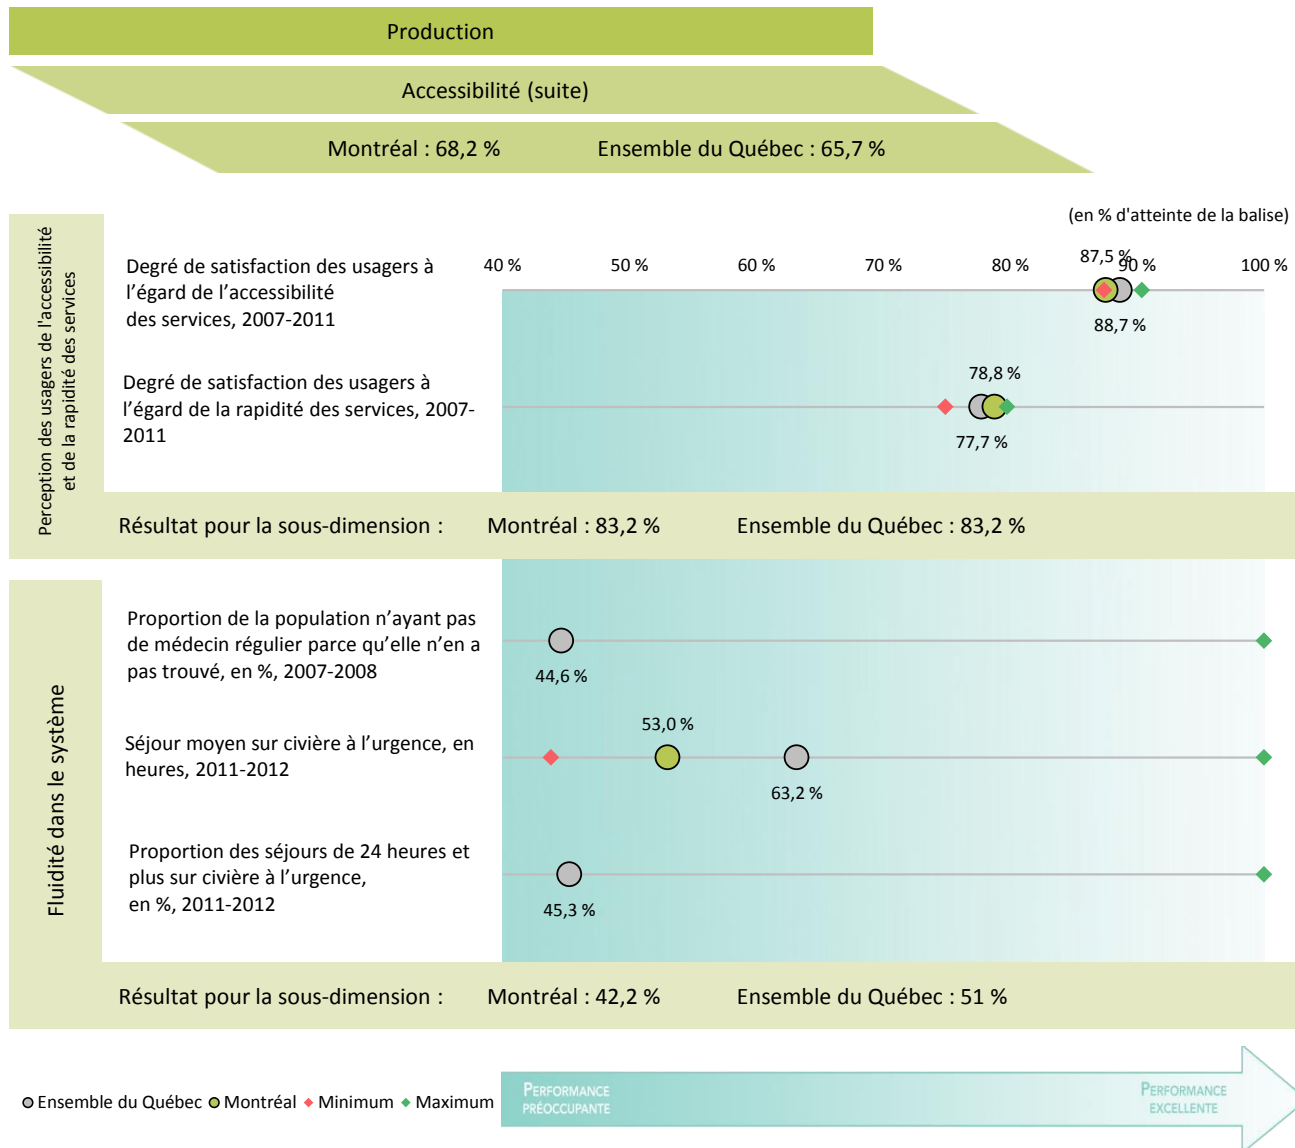 Production
Accessibilité (suite)
Montréal : 68,2 % Ensemble du Québec : 65,7 %
(en % d'atteinte de la balise)
Perception des usagers de l'accessibilité
et de la rapidité des services
40 % 50 % 60 % 70 % 80 % 90 % 100 %
Degré de satisfaction des usagers à
l'égard de l'accessibilité
des services, 2007-2011
87,5 %
88,7 %
Degré de satisfaction des usagers à
l'égard de la rapidité des services, 2007-
2011
78,8 %
77,7 %
Résultat pour la sous-dimension : Montréal : 83,2 % Ensemble du Québec : 83,2 %
Fluidité dans le système
Proportion de la population n'ayant pas
de médecin régulier parce qu'elle n'en a
pas trouvé, en %, 2007-2008
44,6 %
Séjour moyen sur civière à l'urgence, en
heures, 2011-2012
53,0 %
63,2 %
Proportion des séjours de 24 heures et
plus sur civière à l'urgence,
en %, 2011-2012
45,3 %
Résultat pour la sous-dimension : Montréal : 42,2 % Ensemble du Québec : 51 %
Ensemble du Québec Montréal Minimum Maximum
PERFORMANCE
PRÉOCCUPANTE
PERFORMANCE
EXCELLENTE